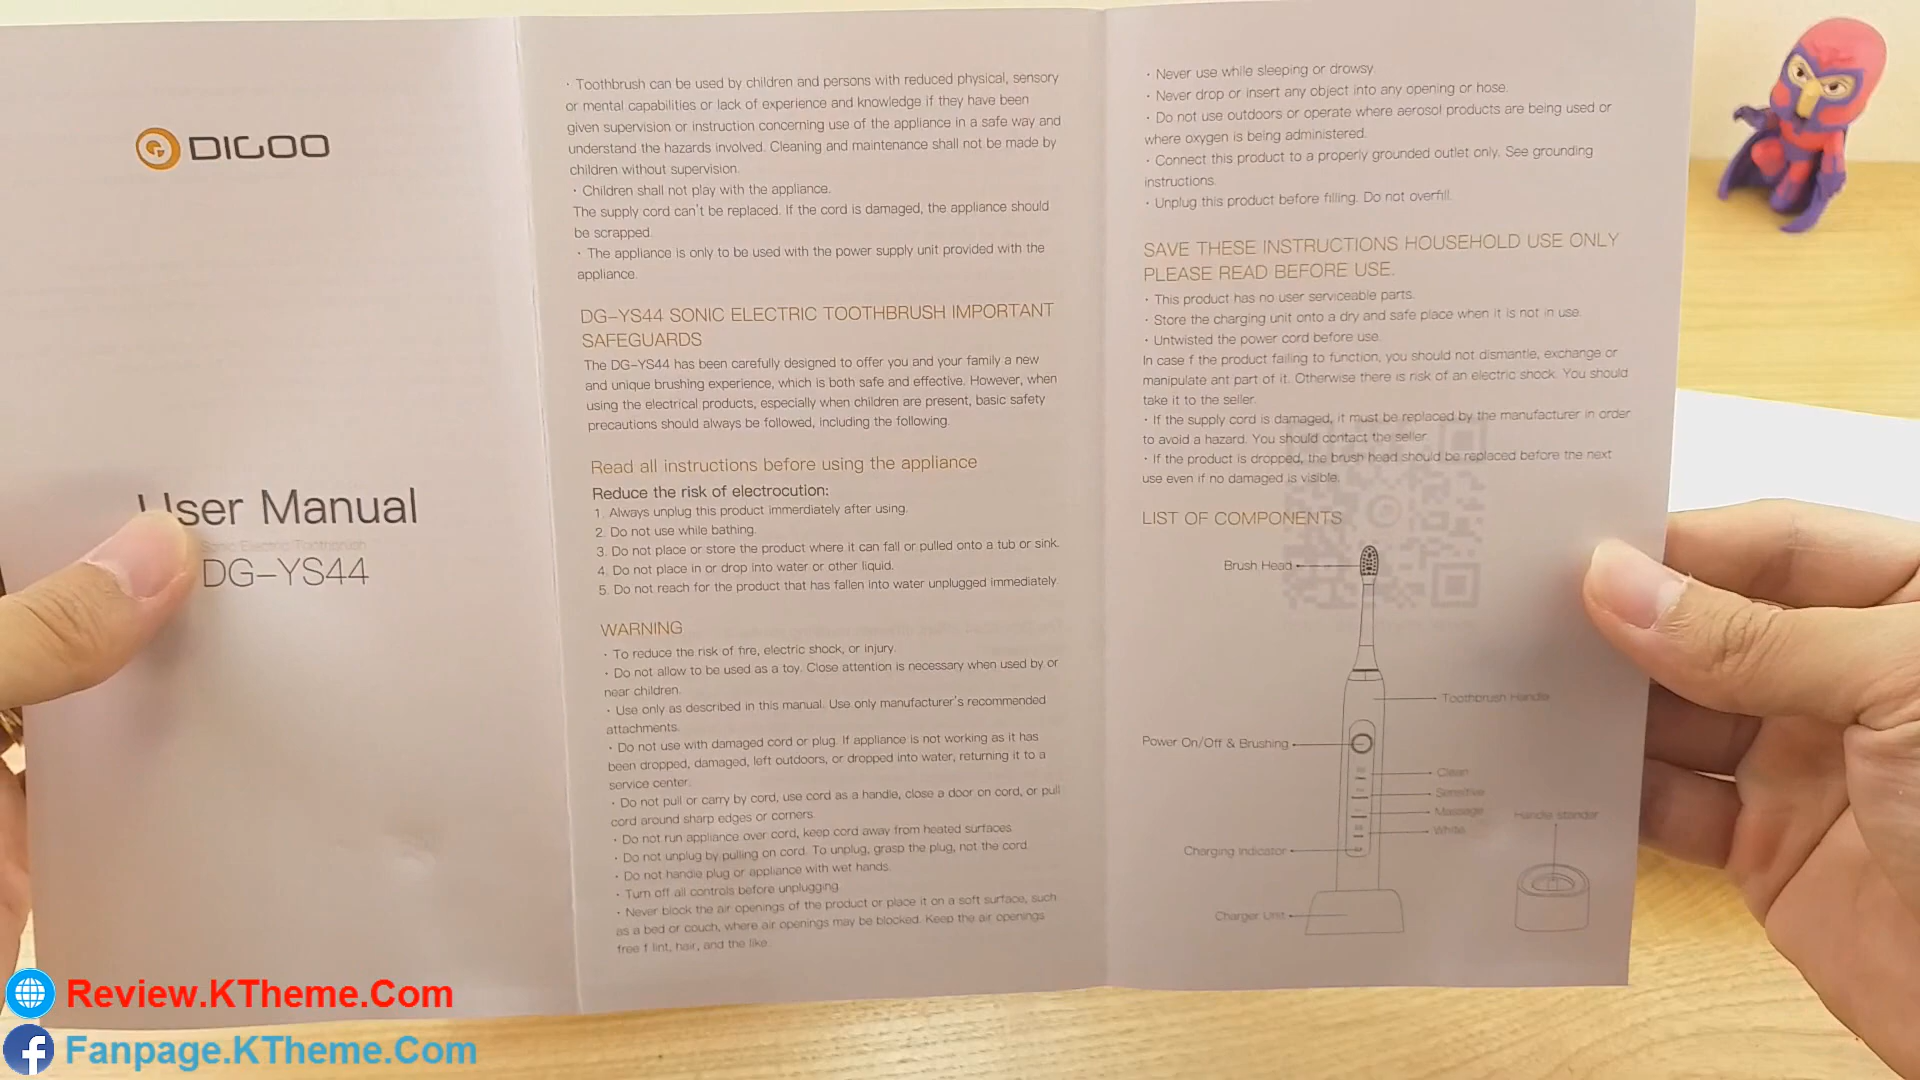 DIGOO
User Manual
Sonic Electric Toothbrush
DG-YS44
· Toothbrush can be used by children and persons with reduced physical, sensory
or mental capabilities or lack of experience and knowledge if they have been
given supervision or instruction concerning use of the appliance in a safe way and
understand the hazards involved. Cleaning and maintenance shall not be made by
children without supervision.
· Children shall not play with the appliance.
The supply cord can't be replaced. If the cord is damaged, the appliance should
be scrapped.
· The appliance is only to be used with the power supply unit provided with the
appliance.
DG-YS44 SONIC ELECTRIC TOOTHBRUSH IMPORTANT
SAFEGUARDS
The DG-YS44 has been carefully designed to offer you and your family a new
and unique brushing experience, which is both safe and effective. However, when
using the electrical products, especially when children are present, basic safety
precautions should always be followed, including the following.
Read all instructions before using the appliance
Reduce the risk of electrocution:
1. Always unplug this product immerdiately after using.
2. Do not use while bathing.
3. Do not place or store the product where it can fall or pulled onto a tub or sink.
4. Do not place in or drop into water or other liquid.
5. Do not reach for the product that has fallen into water unplugged immediately.
WARNING
· To reduce the risk of fire, electric shock, or injury.
· Do not allow to be used as a toy. Close attention is necessary when used by or
near children.
· Use only as described in this manual. Use only manufacturer's recommended
attachments.
· Do not use with damaged cord or plug. If appliance is not working as it has
been dropped, damaged, left outdoors, or dropped into water, returning it to a
service center.
· Do not pull or carry by cord, use cord as a handle, close a door on cord, or pull
cord around sharp edges or corners.
· Do not run appliance over cord, keep cord away from heated surfaces.
· Do not unplug by pulling on cord. To unplug, grasp the plug, not the cord.
· Do not handle plug or appliance with wet hands.
· Turn off all controls before unplugging.
· Never block the air openings of the product or place it on a soft surface, such
as a bed or couch, where air openings may be blocked. Keep the air openings
free f lint, hair, and the like.
· Never use while sleeping or drowsy.
· Never drop or insert any object into any opening or hose.
· Do not use outdoors or operate where aerosol products are being used or
where oxygen is being administered.
· Connect this product to a properly grounded outlet only. See grounding
instructions.
· Unplug this product before filling. Do not overfill.
SAVE THESE INSTRUCTIONS HOUSEHOLD USE ONLY
PLEASE READ BEFORE USE.
· This product has no user serviceable parts.
· Store the charging unit onto a dry and safe place when it is not in use.
· Untwisted the power cord before use.
In case f the product failing to function, you should not dismantle, exchange or
manipulate ant part of it. Otherwise there is risk of an electric shock. You should
take it to the seller.
· If the supply cord is damaged, it must be replaced by the manufacturer in order
to avoid a hazard. You should contact the seller
· If the product is dropped, the brush head should be replaced before the next
use even if no damaged is visible.
LIST OF COMPONENTS
Brush Head
Toothbrush Handle
Power On/Off & Brushing
Clean
Sensitive
Massage
White
Handle stander
Charging Indicator
Charger Unit
Review.KTheme.Com
Fanpage.KTheme.Com